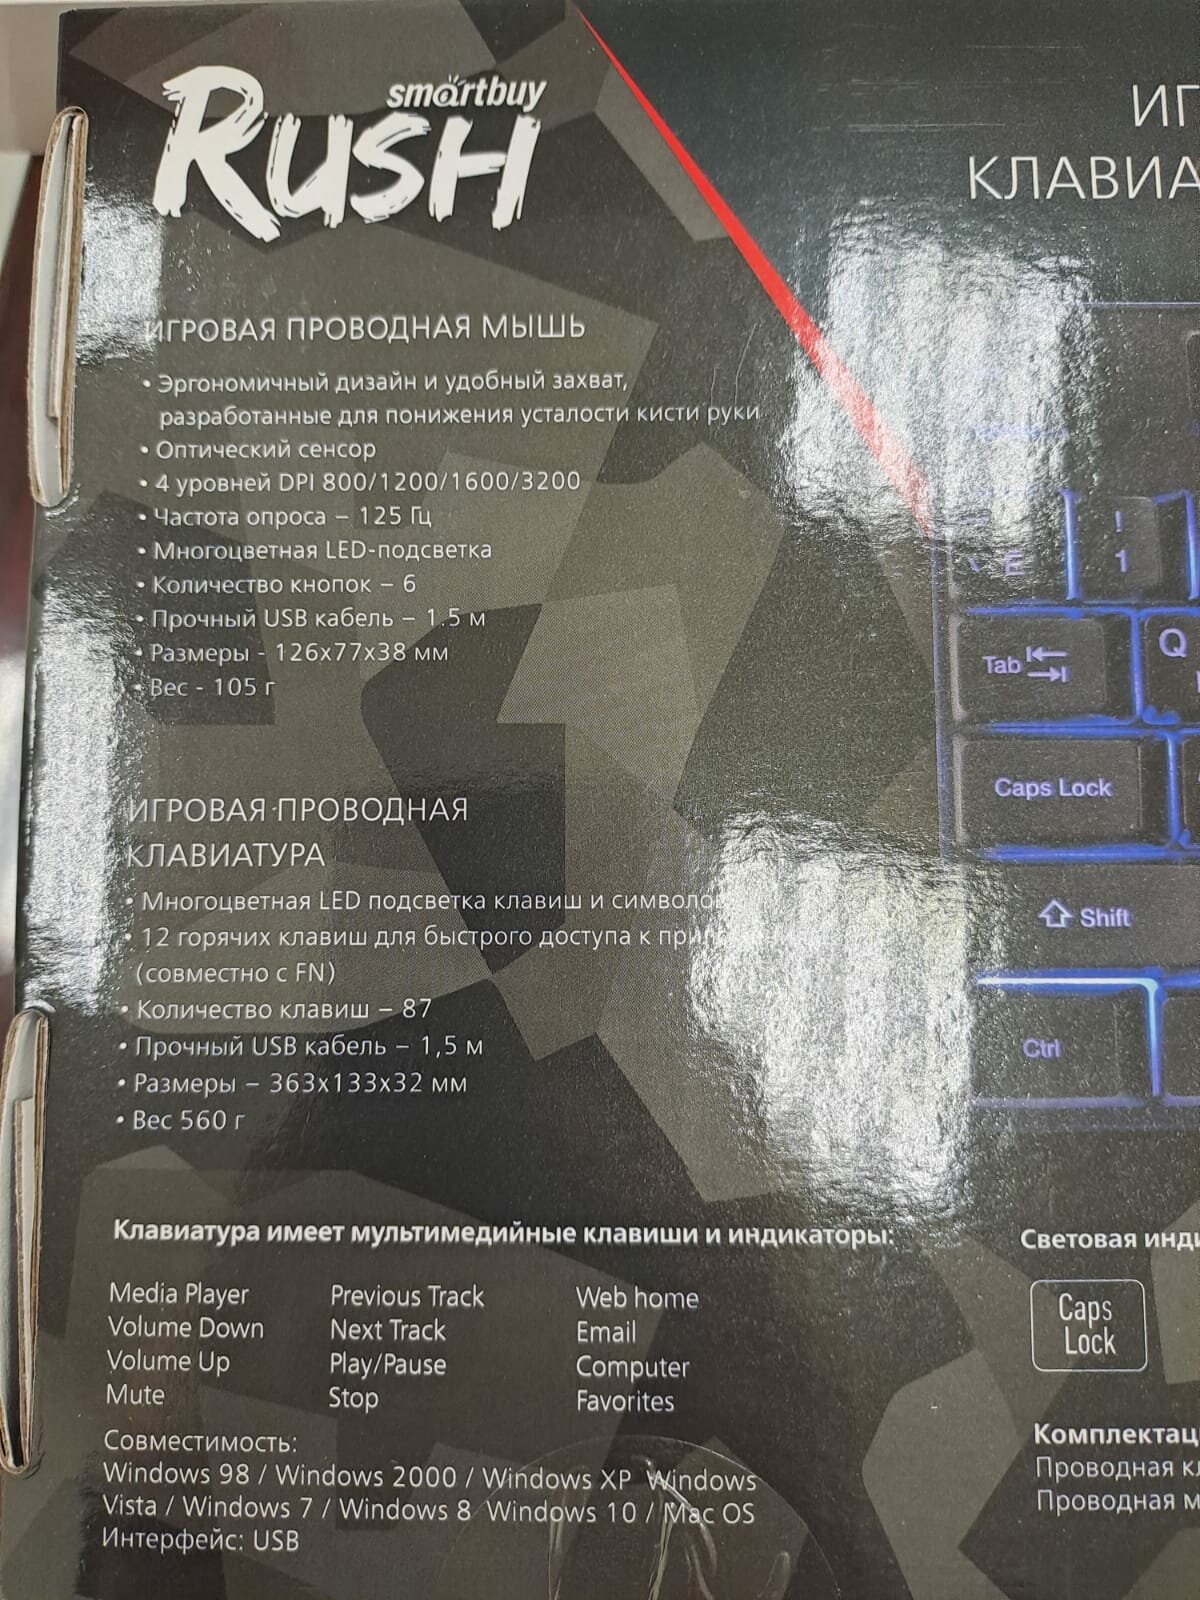 smartbuy
RUSH
ИГРОВАЯ ПРОВОДНАЯ МЫШЬ
• Эргономичный дизайн и удобный захват,
разработанные для понижения усталости кисти руки
• Оптический сенсор
• 4 уровней DPI 800/1200/1600/3200
• Частота опроса – 125 Гц
• Многоцветная LED-подсветка
• Количество кнопок – 6
• Прочный USB кабель – 1.5 м
• Размеры - 126x77x38 мм
• Вес - 105 г
ИГРОВАЯ ПРОВОДНАЯ
КЛАВИАТУРА
• Многоцветная LED подсветка клавиш и символо
• 12 горячих клавиш для быстрого доступа к
(совместно с FN)
• Количество клавиш – 87
• Прочный USB кабель – 1,5 м
• Размеры – 363x133x32 мм
• Вес 560 г
Клавиатура имеет мультимедийные клавиши и индикаторы:
Media Player
Volume Down
Volume Up
Mute
Previous Track
Next Track
Play/Pause
Stop
Web home
Email
Computer
Favorites
Совместимость:
Windows 98 / Windows 2000 / Windows XP Windows
Vista / Windows 7 / Windows 8 Windows 10 / Mac OS
Интерфейс: USB
ИГ
КЛАВИА
!
1
Ё
Tab
Q
Caps Lock
Shift
Ctrl
Световая инди
Caps
Lock
Комплектац
Проводная кл
Проводная м